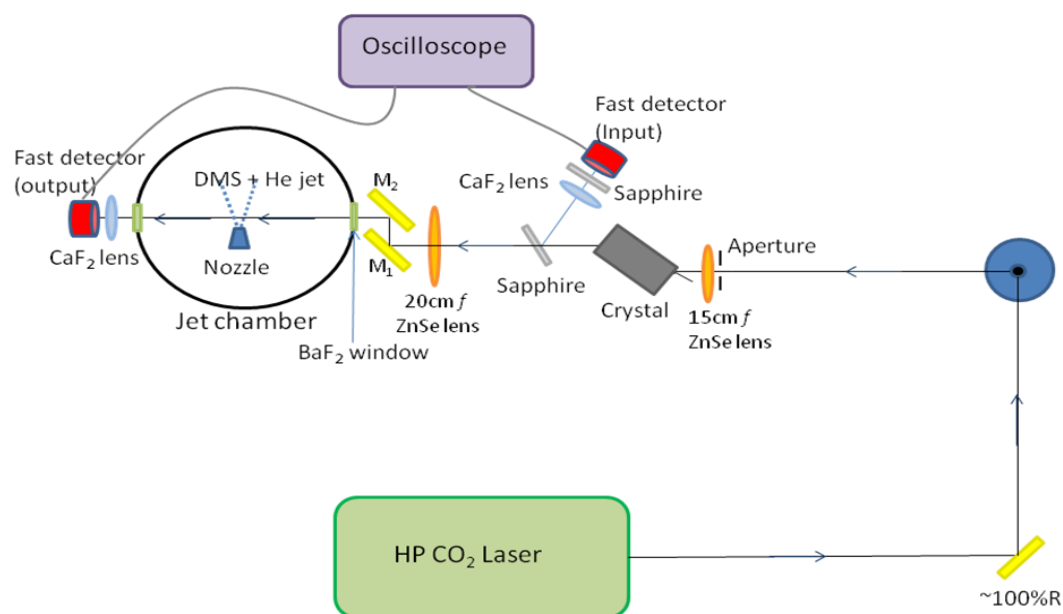 Oscilloscope
Fast detector
(Input)
Fast detector
(output)
DMS + He jet
M₂
CaF₂ lens
Sapphire
Aperture
CaF₂ lens
Nozzle
M₁
Sapphire
Crystal
Jet chamber
20cm f
ZnSe lens
15cm f
ZnSe lens
BaF₂ window
HP CO₂ Laser
~100%R